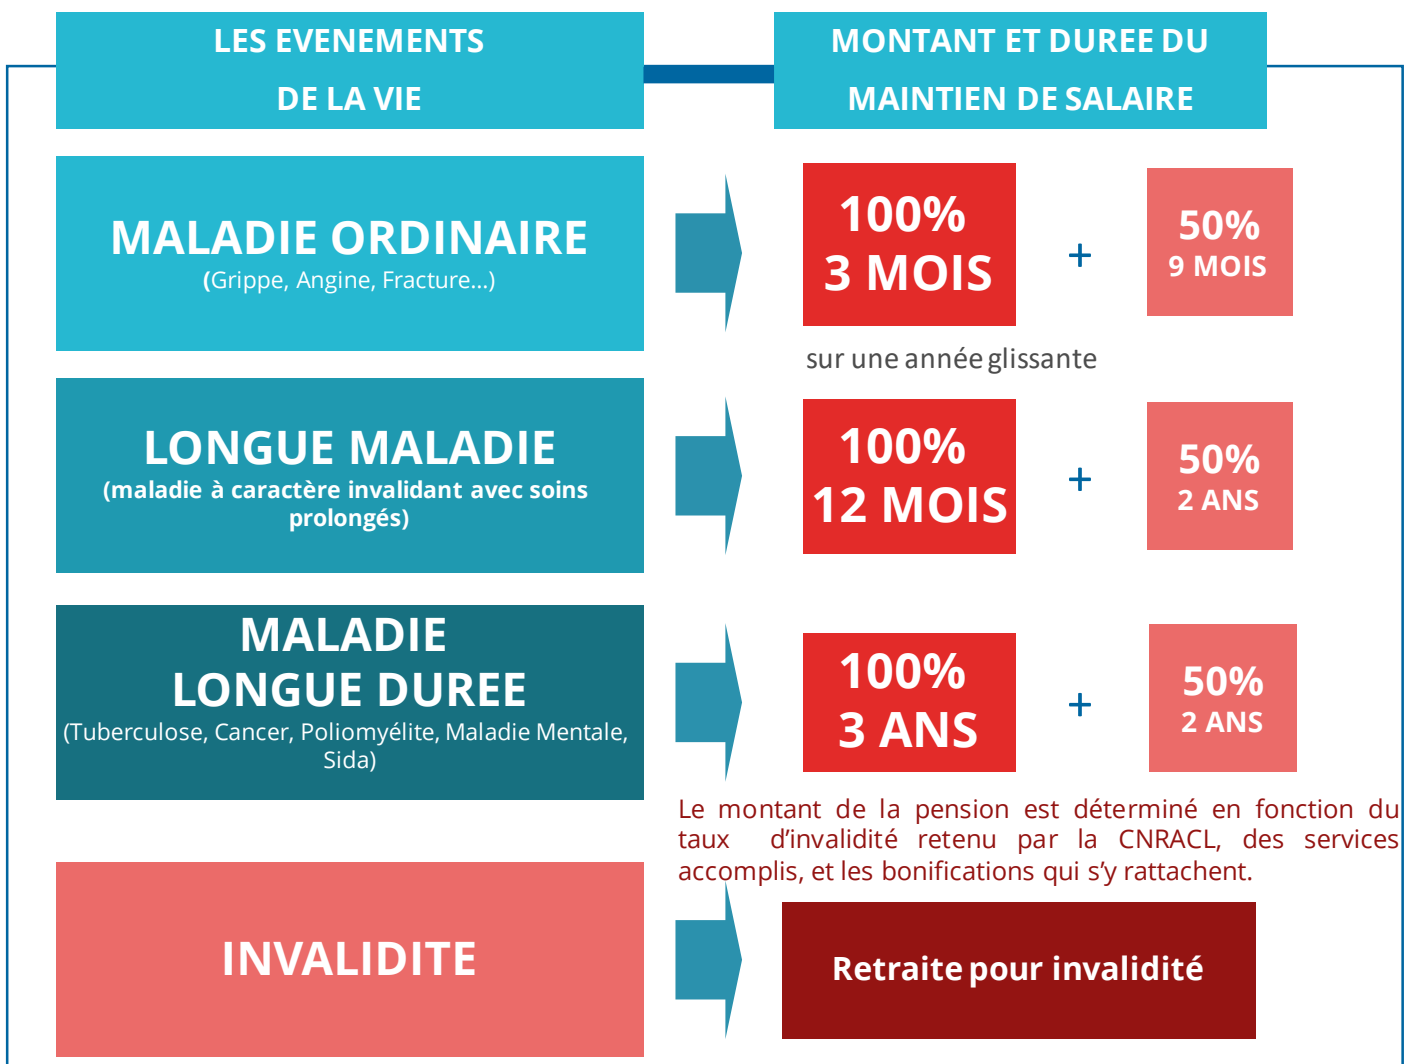 LES EVENEMENTS
DE LA VIE
MONTANT ET DUREE DU
MAINTIEN DE SALAIRE
MALADIE ORDINAIRE
(Grippe, Angine, Fracture...)
100%
3 MOIS
+
50%
9 MOIS
sur une année glissante
LONGUE MALADIE
(maladie à caractère invalidant avec soins
prolongés)
100%
12 MOIS
+
50%
2 ANS
MALADIE
LONGUE DUREE
(Tuberculose, Cancer, Poliomyélite, Maladie Mentale,
Sida)
100%
3 ANS
+
50%
2 ANS
Le montant de la pension est déterminé en fonction du
taux d’invalidité retenu par la CNRACL, des services
accomplis, et les bonifications qui s’y rattachent.
INVALIDITE
Retraite pour invalidité